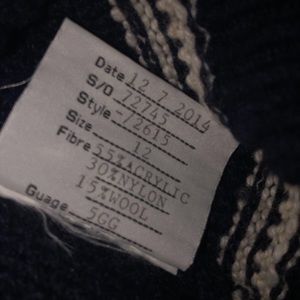 Date 12 7 2014
S/O 72745
Style-72615
Size 12
Fibre 55%ACRYLIC
30%NYLON
15%WOOL
Guage 5GG